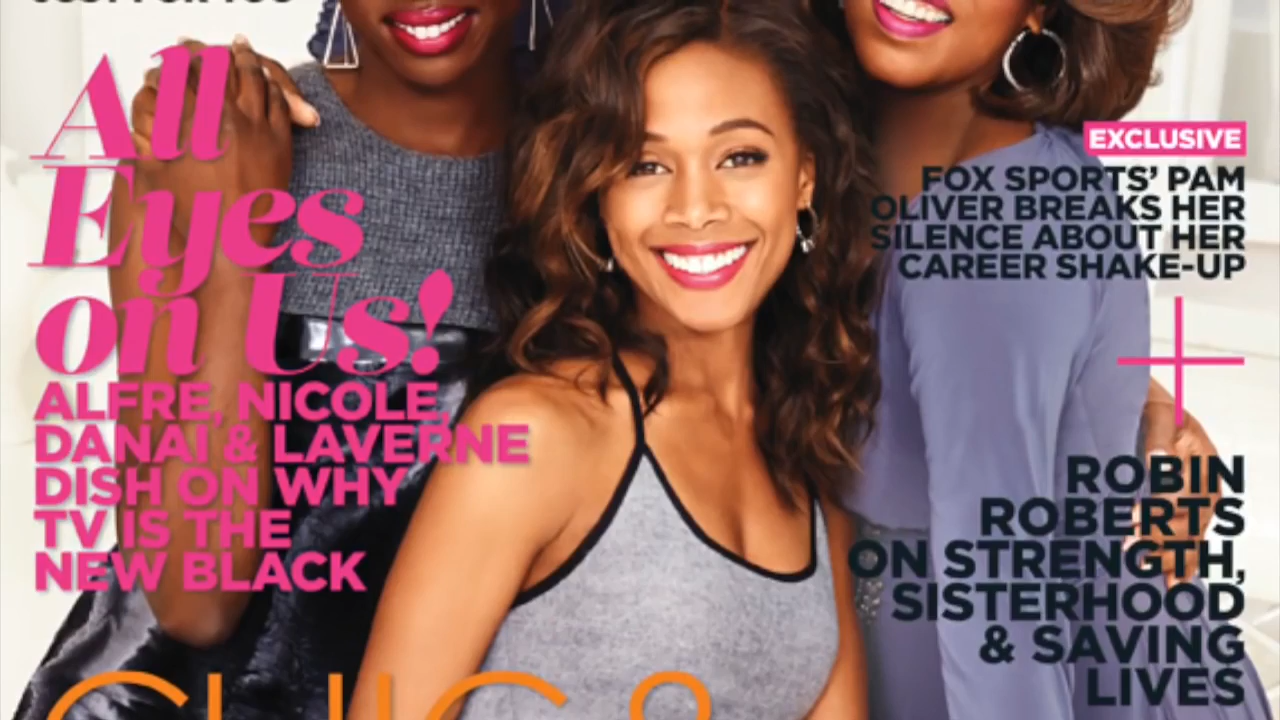 All
Eyes
on Us!
ALFRE, NICOLE,
DANAI & LAVERNE
DISH ON WHY
TV IS THE
NEW BLACK
EXCLUSIVE
FOX SPORTS' PAM
OLIVER BREAKS HER
SILENCE ABOUT HER
CAREER SHAKE-UP
+
ROBIN
ROBERTS
ON STRENGTH,
SISTERHOOD
& SAVING
LIVES
CHIC &